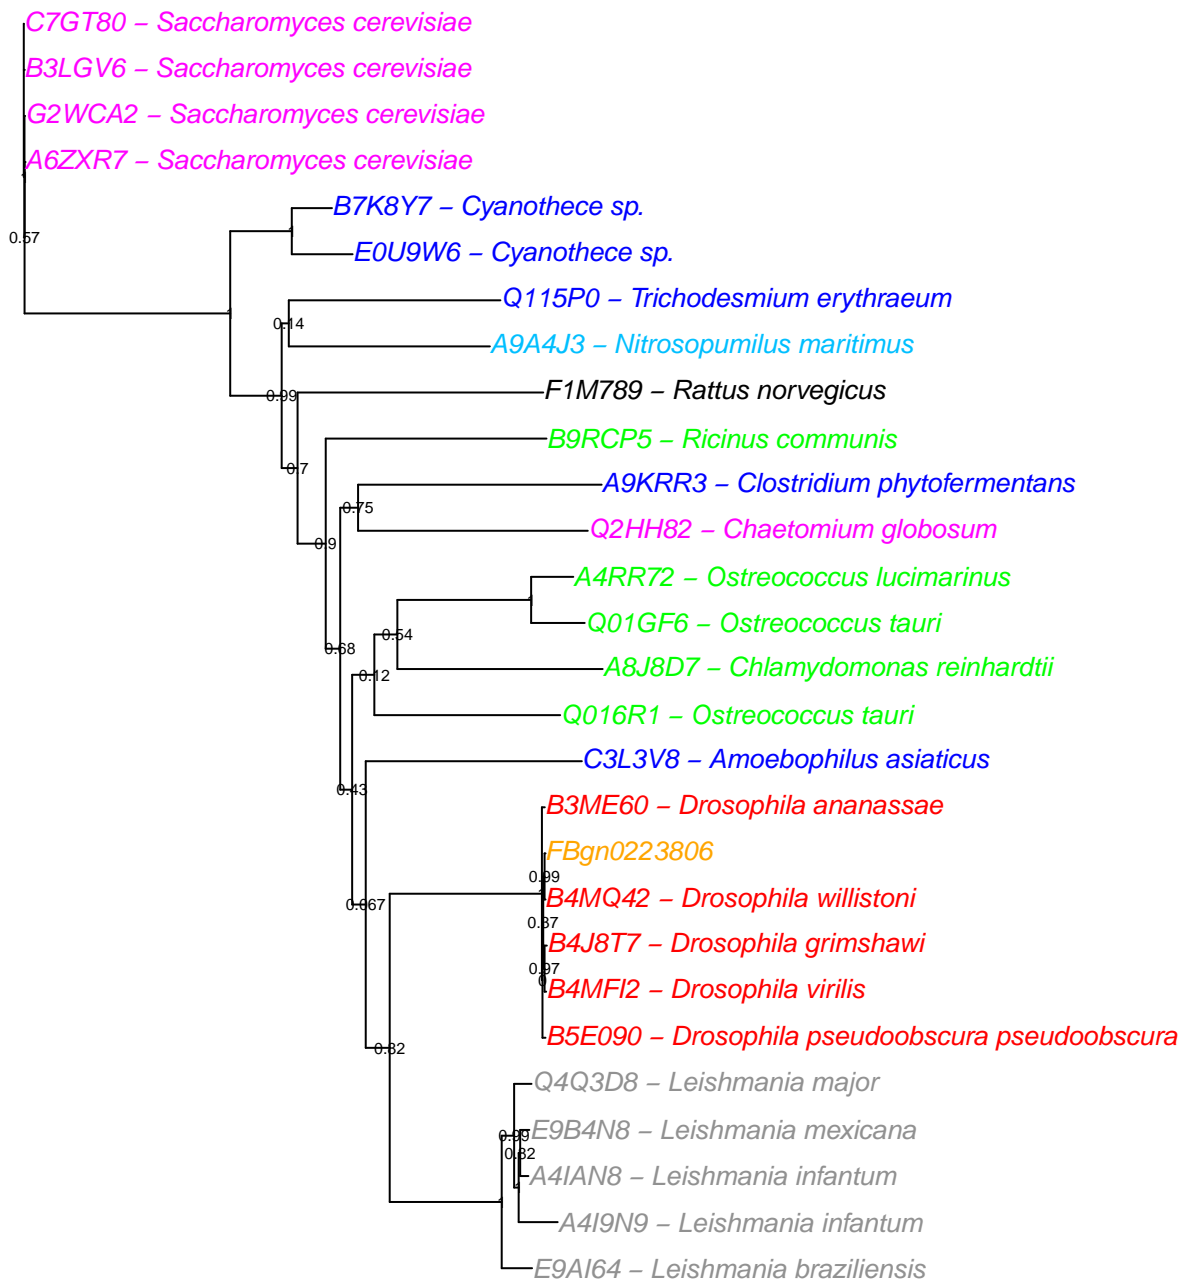 C7GT80 – Saccharomyces cerevisiae
B3LGV6 – Saccharomyces cerevisiae
G2WCA2 – Saccharomyces cerevisiae
A6ZXR7 – Saccharomyces cerevisiae
B7K8Y7 – Cyanothece sp.
0.57
E0U9W6 – Cyanothece sp.
Q115P0 – Trichodesmium erythraeum
1
0.14
A9A4J3 – Nitrosopumilus maritimus
F1M789 – Rattus norvegicus
0.99
B9RCP5 – Ricinus communis
0.7
A9KRR3 – Clostridium phytofermentans
0.75
Q2HH82 – Chaetomium globosum
0.9
A4RR72 – Ostreococcus lucimarinus
1
Q01GF6 – Ostreococcus tauri
0.54
0.68
A8J8D7 – Chlamydomonas reinhardtii
0.12
Q016R1 – Ostreococcus tauri
C3L3V8 – Amoebophilus asiaticus
0.43
B3ME60 – Drosophila ananassae
FBgn0223806
0.99
B4MQ42 – Drosophila willistoni
0.067
0.87
B4J8T7 – Drosophila grimshawi
0.97
0
B4MFI2 – Drosophila virilis
B5E090 – Drosophila pseudoobscura pseudoobscura
0.82
Q4Q3D8 – Leishmania major
E9B4N8 – Leishmania mexicana
0.99
0.82
A4IAN8 – Leishmania infantum
1
A4I9N9 – Leishmania infantum
E9AI64 – Leishmania braziliensis